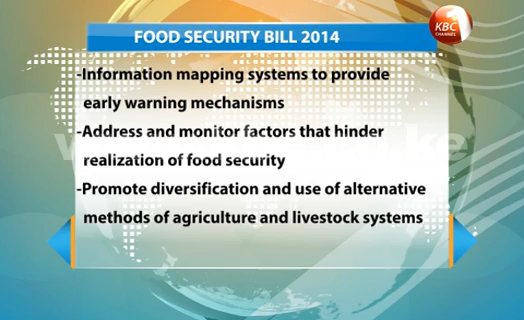 FOOD SECURITY BILL 2014
KBC
CHANNEL
-Information mapping systems to provide
early warning mechanisms
-Address and monitor factors that hinder
realization of food security
-Promote diversification and use of alternative
methods of agriculture and livestock systems